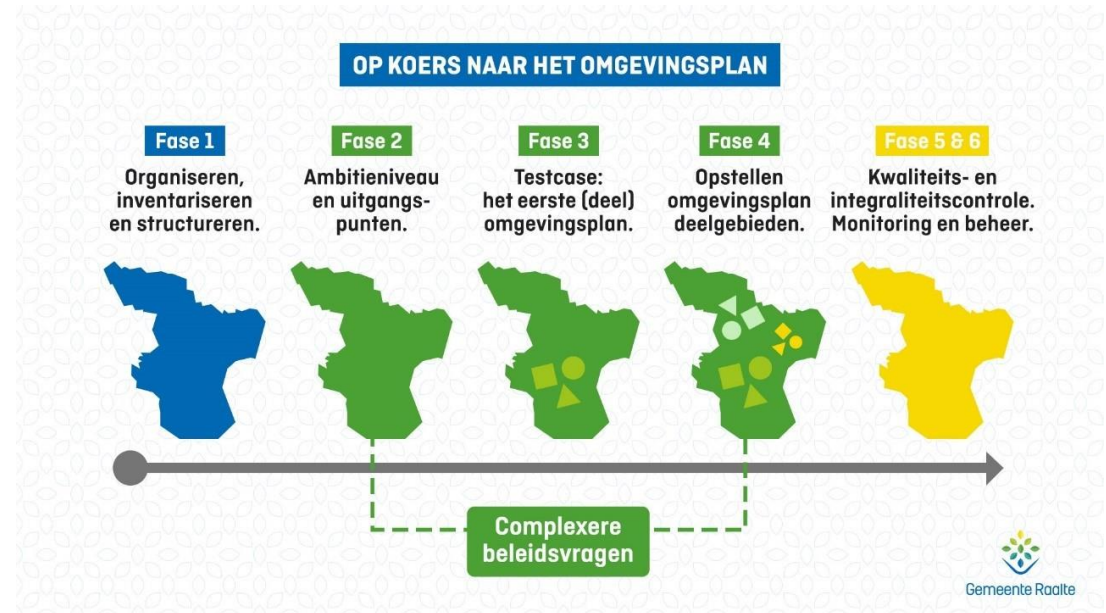 OP KOERS NAAR HET OMGEVINGSPLAN
Fase 1
Organiseren,
inventariseren
en structureren.
Fase 2
Ambitieniveau
en uitgangs-
punten.
Fase 3
Testcase:
het eerste (deel)
omgevingsplan.
Fase 4
Opstellen
omgevingsplan
deelgebieden.
Fase 5 & 6
Kwaliteits- en
integraliteitscontrole.
Monitoring en beheer.
Complexere
beleidsvragen
Gemeente Raalte